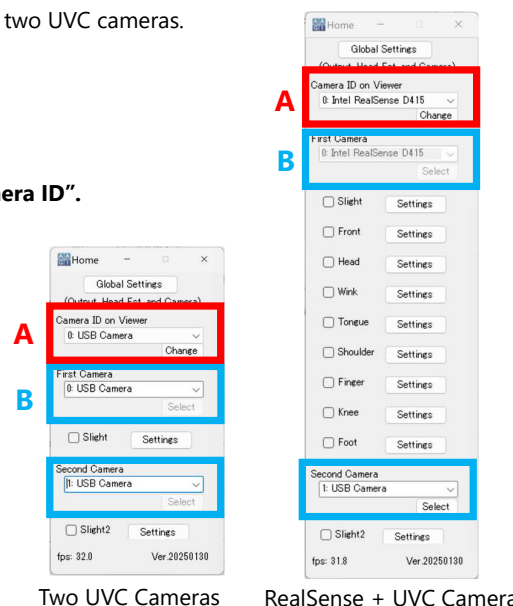 two UVC cameras.
era ID”.
Home
Global Settings
(Output, Head Est. and Camera)
A
Camera ID on Viewer
0: USB Camera
Change
B
First Camera
0: USB Camera
Select
Slight
Settings
Second Camera
1: USB Camera
Select
Slight2
Settings
fps: 32.0
Ver.20250130
Two UVC Cameras
Home
Global Settings
(Output, Head Est. and Camera)
A
Camera ID on Viewer
0: Intel RealSense D415
Change
B
First Camera
0: Intel RealSense D415
Select
Slight
Settings
Front
Settings
Head
Settings
Wink
Settings
Tongue
Settings
Shoulder
Settings
Finger
Settings
Knee
Settings
Foot
Settings
Second Camera
1: USB Camera
Select
Slight2
Settings
fps: 31.8
Ver.20250130
RealSense + UVC Camera